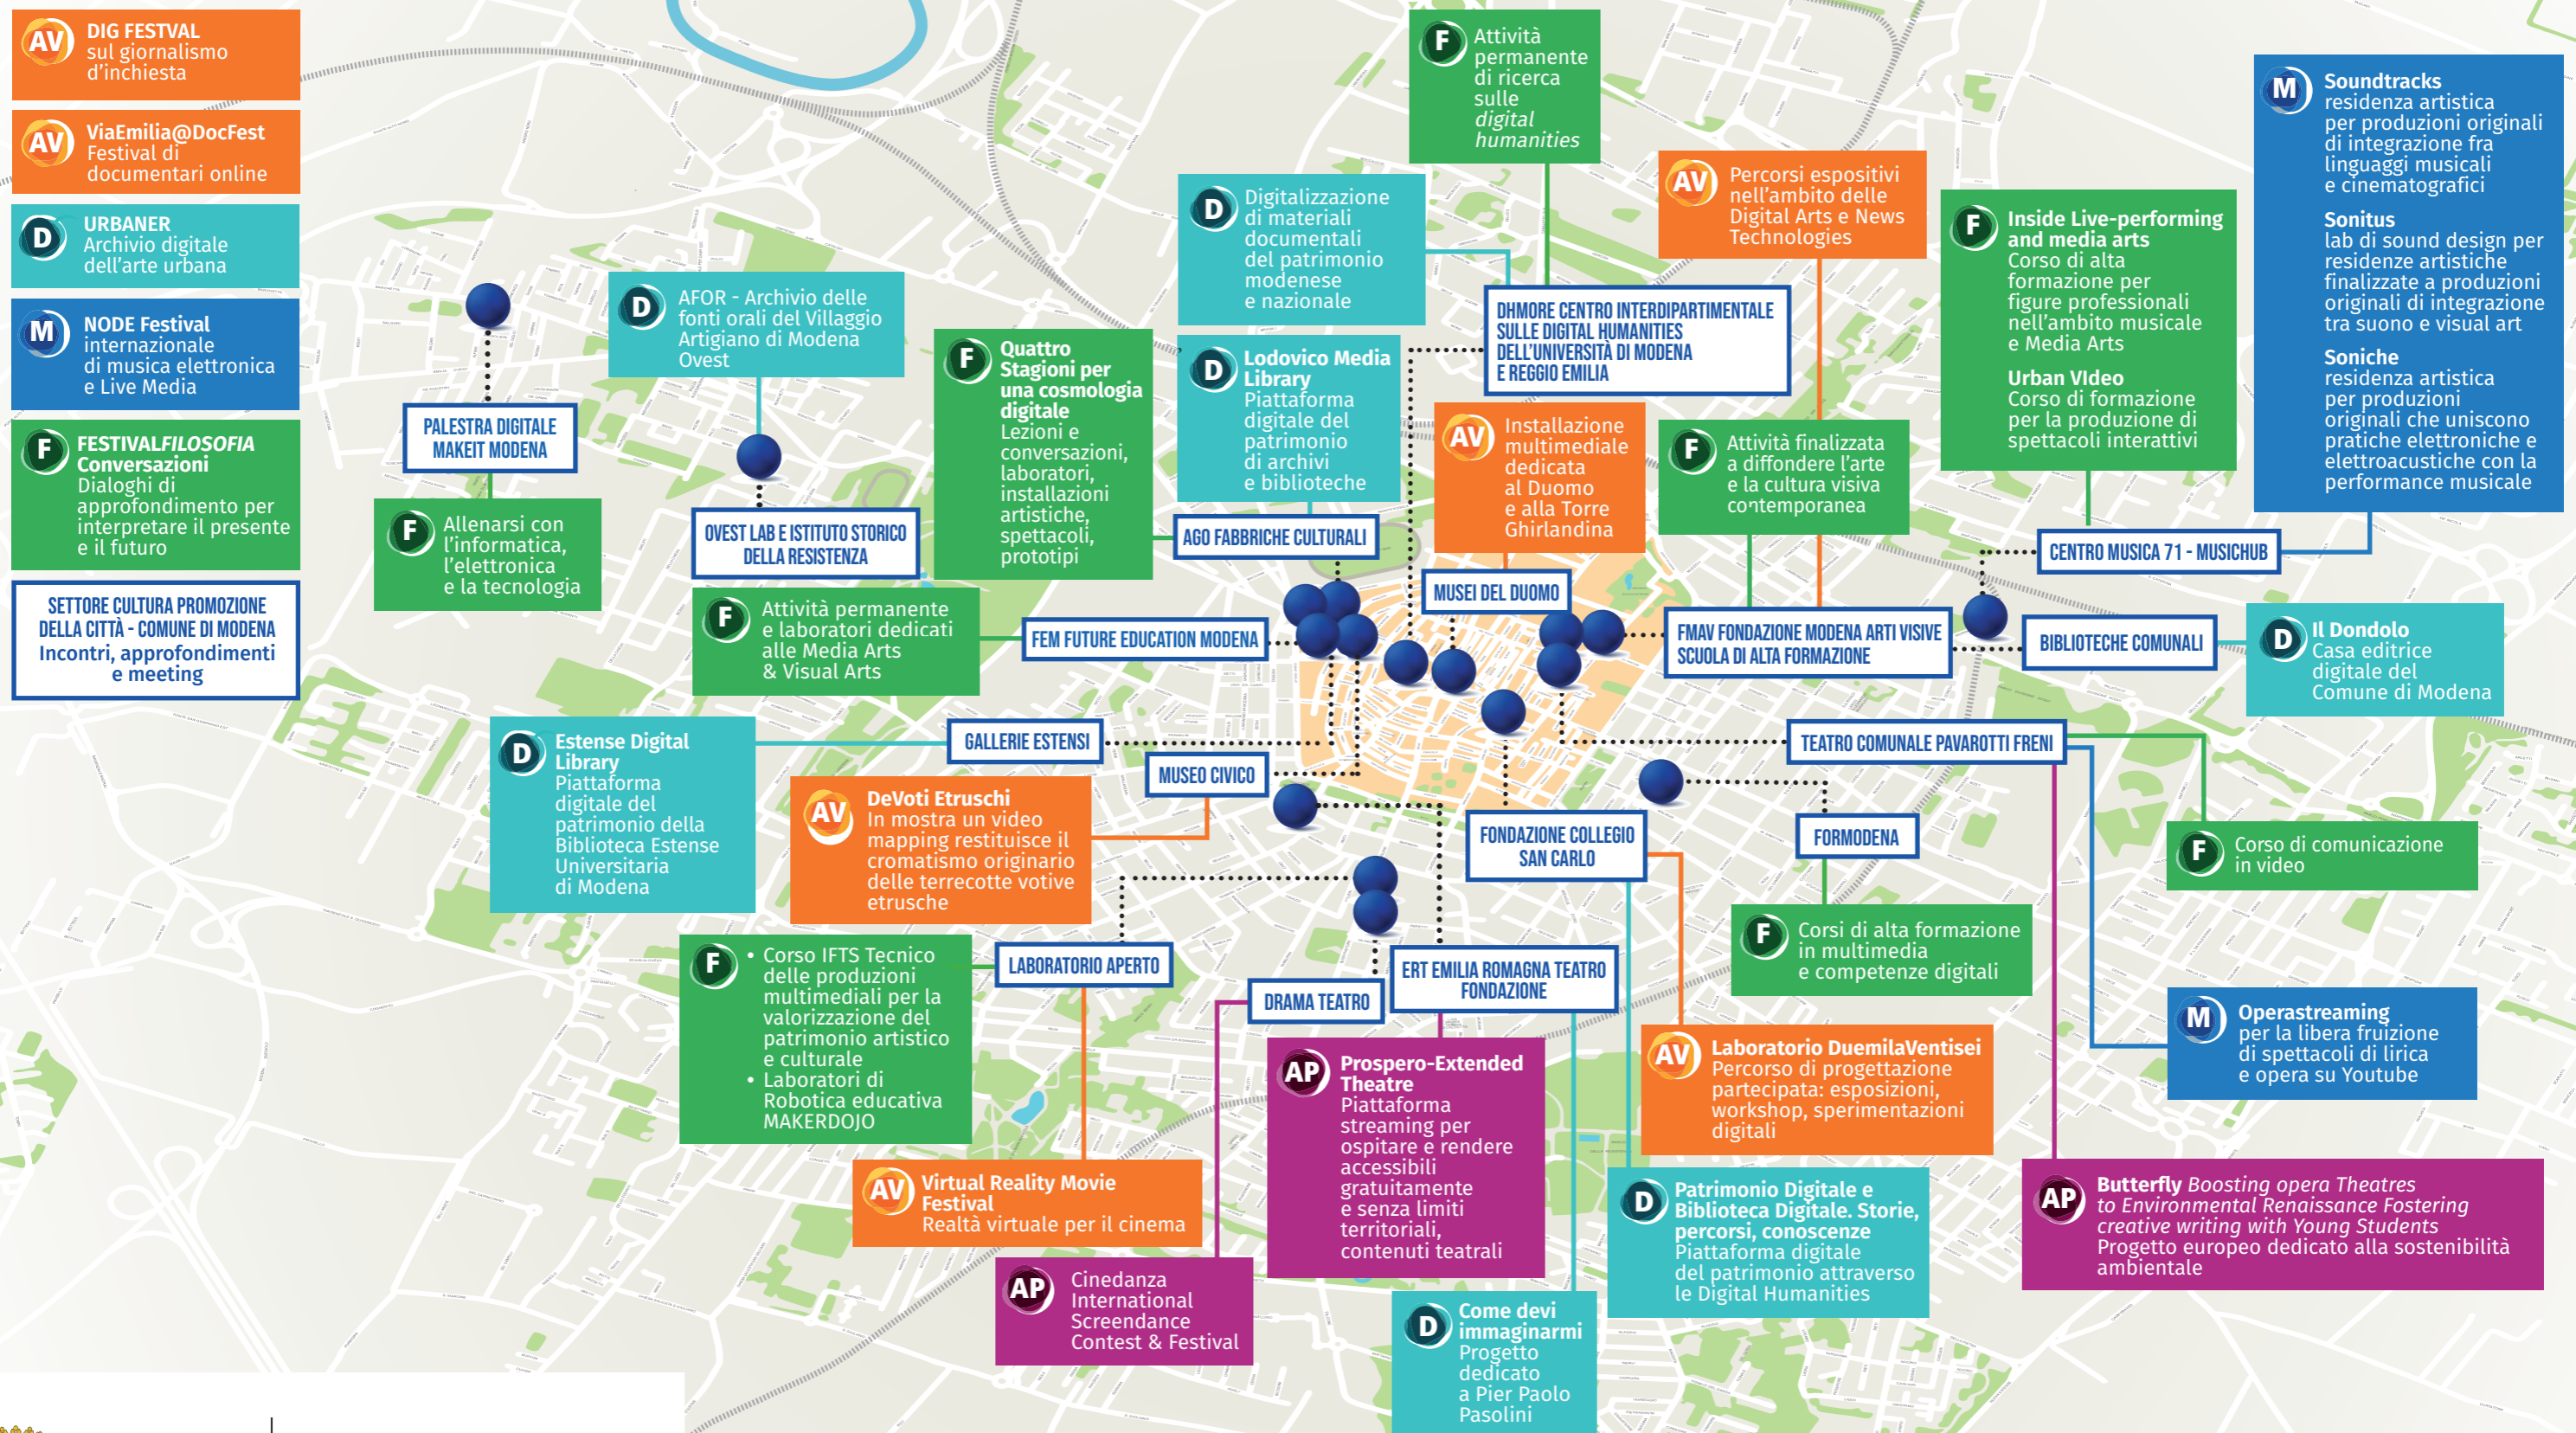 AV
DIG FESTVAL
sul giornalismo
d'inchiesta
AV
ViaEmilia@DocFest
Festival di
documentari online
D
URBANER
Archivio digitale
dell'arte urbana
M
NODE Festival
internazionale
di musica elettronica
e Live Media
F
FESTIVALFILOSOFIA
Conversazioni
Dialoghi di
approfondimento per
interpretare il presente
e il futuro
SETTORE CULTURA PROMOZIONE
DELLA CITTÀ - COMUNE DI MODENA
Incontri, approfondimenti
e meeting
PALESTRA DIGITALE
MAKEIT MODENA
F
Allenarsi con
l'informatica,
l'elettronica
e la tecnologia
D
AFOR - Archivio delle
fonti orali del Villaggio
Artigiano di Modena
Ovest
OVEST LAB E ISTITUTO STORICO
DELLA RESISTENZA
F
Attività permanente
e laboratori dedicati
alle Media Arts
& Visual Arts
FEM FUTURE EDUCATION MODENA
F
Quattro
Stagioni per
una cosmologia
digitale
Lezioni e
conversazioni,
laboratori,
installazioni
artistiche,
spettacoli,
prototipi
D
Digitalizzazione
di materiali
documentali
del patrimonio
modenese
e nazionale
D
Lodovico Media
Library
Piattaforma
digitale del
patrimonio
di archivi
e biblioteche
AGO FABBRICHE CULTURALI
F
Attività
permanente
di ricerca
sulle
digital
humanities
DHMORE CENTRO INTERDIPARTIMENTALE
SULLE DIGITAL HUMANITIES
DELL'UNIVERSITÀ DI MODENA
E REGGIO EMILIA
AV
Installazione
multimediale
dedicata
al Duomo
e alla Torre
Ghirlandina
MUSEI DEL DUOMO
AV
Percorsi espositivi
nell'ambito delle
Digital Arts e News
Technologies
F
Attività finalizzata
a diffondere l'arte
e la cultura visiva
contemporanea
FMAV FONDAZIONE MODENA ARTI VISIVE
SCUOLA DI ALTA FORMAZIONE
F
Inside Live-performing
and media arts
Corso di alta
formazione per
figure professionali
nell'ambito musicale
e Media Arts
Urban VIdeo
Corso di formazione
per la produzione di
spettacoli interattivi
M
Soundtracks
residenza artistica
per produzioni originali
di integrazione fra
linguaggi musicali
e cinematografici
Sonitus
lab di sound design per
residenze artistiche
finalizzate a produzioni
originali di integrazione
tra suono e visual art
Soniche
residenza artistica
per produzioni
originali che uniscono
pratiche elettroniche e
elettroacustiche con la
performance musicale
CENTRO MUSICA 71 - MUSICHUB
BIBLIOTECHE COMUNALI
D
Il Dondolo
Casa editrice
digitale del
Comune di Modena
D
Estense Digital
Library
Piattaforma
digitale del
patrimonio della
Biblioteca Estense
Universitaria
di Modena
GALLERIE ESTENSI
MUSEO CIVICO
AV
DeVoti Etruschi
In mostra un video
mapping restituisce il
cromatismo originario
delle terrecotte votive
etrusche
TEATRO COMUNALE PAVAROTTI FRENI
FONDAZIONE COLLEGIO
SAN CARLO
FORMODENA
F
Corso di comunicazione
in video
F
Corsi di alta formazione
in multimedia
e competenze digitali
F
• Corso IFTS Tecnico
delle produzioni
multimediali per la
valorizzazione del
patrimonio artistico
e culturale
• Laboratori di
Robotica educativa
MAKERDOJO
LABORATORIO APERTO
DRAMA TEATRO
ERT EMILIA ROMAGNA TEATRO
FONDAZIONE
M
Operastreaming
per la libera fruizione
di spettacoli di lirica
e opera su Youtube
AV
Laboratorio DuemilaVentisei
Percorso di progettazione
partecipata: esposizioni,
workshop, sperimentazioni
digitali
AP
Prospero-Extended
Theatre
Piattaforma
streaming per
ospitare e rendere
accessibili
gratuitamente
e senza limiti
territoriali,
contenuti teatrali
AV
Virtual Reality Movie
Festival
Realtà virtuale per il cinema
AP
Cinedanza
International
Screendance
Contest & Festival
D
Patrimonio Digitale e
Biblioteca Digitale. Storie,
percorsi, conoscenze
Piattaforma digitale
del patrimonio attraverso
le Digital Humanities
AP
Butterfly Boosting opera Theatres
to Environmental Renaissance Fostering
creative writing with Young Students
Progetto europeo dedicato alla sostenibilità
ambientale
D
Come devi
immaginarmi
Progetto
dedicato
a Pier Paolo
Pasolini